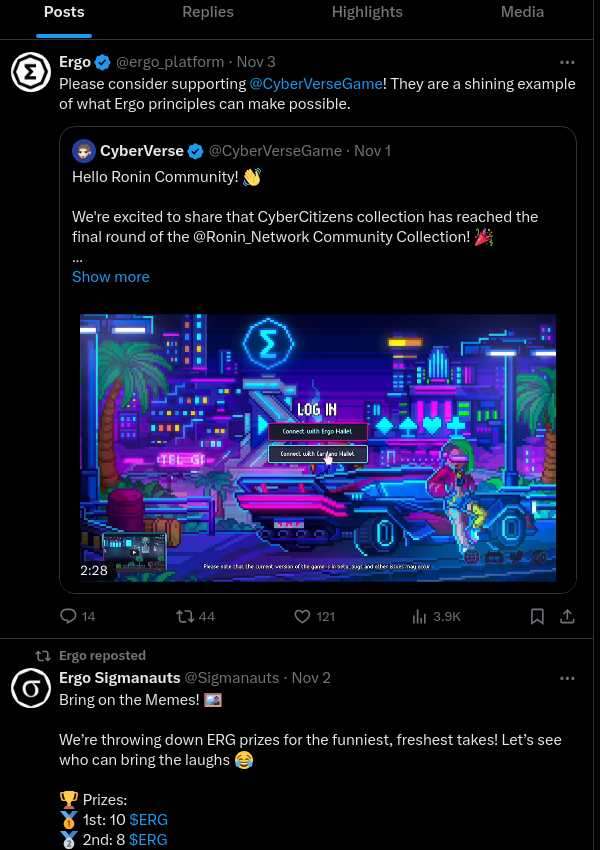 Posts Replies Highlights Media
Ergo @ergo_platform · Nov 3
Please consider supporting @CyberVerseGame! They are a shining example
of what Ergo principles can make possible.
CyberVerse @CyberVerseGame · Nov 1
Hello Ronin Community! 👋
We're excited to share that CyberCitizens collection has reached the
final round of the @Ronin_Network Community Collection! 🎉
...
Show more
Σ
LOG IN
Connect with Ergo Wallet
Connect with Cardano Wallet
2:28
Please note that the current version of the game is in beta, bugs and other issues may occur
14 44 121 3.9K
Ergo reposted
Ergo Sigmanauts @Sigmanauts · Nov 2
Bring on the Memes! 🖼️
We’re throwing down ERG prizes for the funniest, freshest takes! Let’s see
who can bring the laughs 😂
🏆 Prizes:
🥇 1st: 10 $ERG
🥈 2nd: 8 $ERG